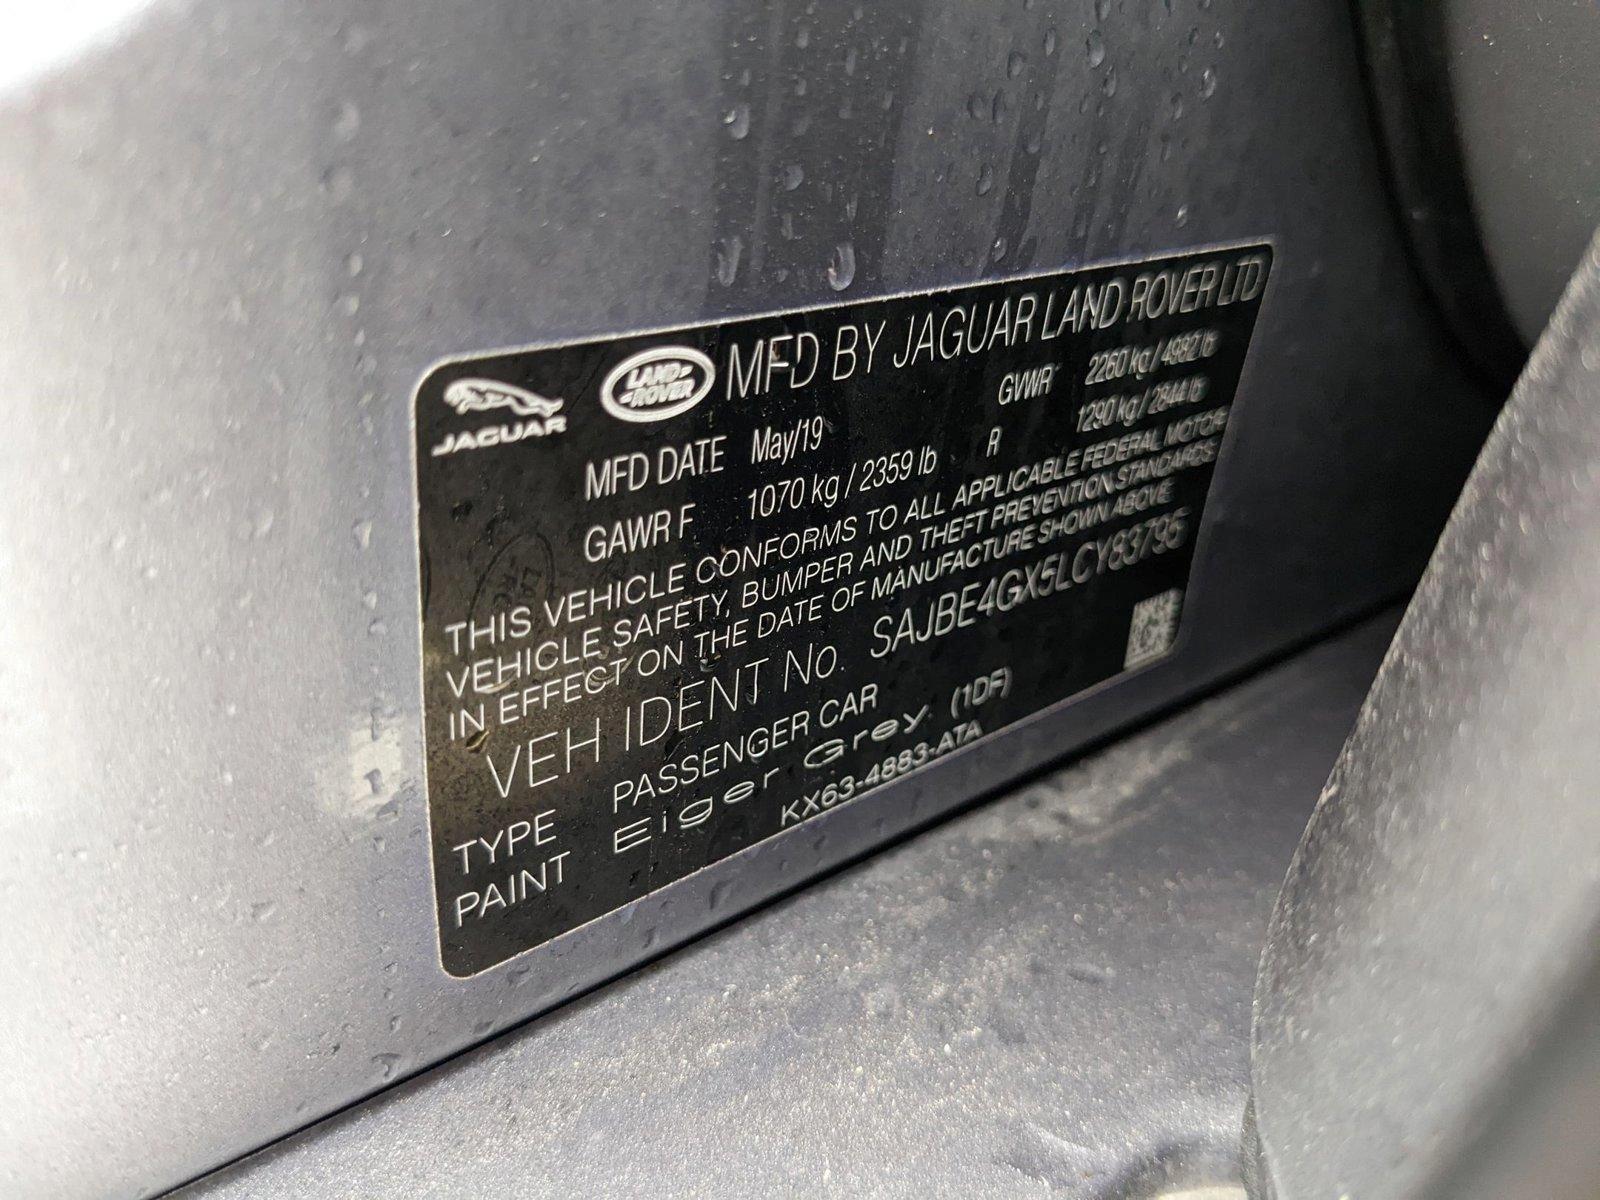 JAGUAR
LAND-
-ROVER
MFD BY JAGUAR LAND ROVER LTD
MFD DATE May/19 GVWR 2260 kg / 4982 lb
GAWR F 1070 kg / 2359 lb R 1290 kg / 2844 lb
THIS VEHICLE CONFORMS TO ALL APPLICABLE FEDERAL MOTOR
VEHICLE SAFETY, BUMPER AND THEFT PREVENTION STANDARDS
IN EFFECT ON THE DATE OF MANUFACTURE SHOWN ABOVE
VEH IDENT No. SAJBE4GX5LCY83795
TYPE PASSENGER CAR
PAINT Eiger Grey (1DF)
KX63-4883-ATA